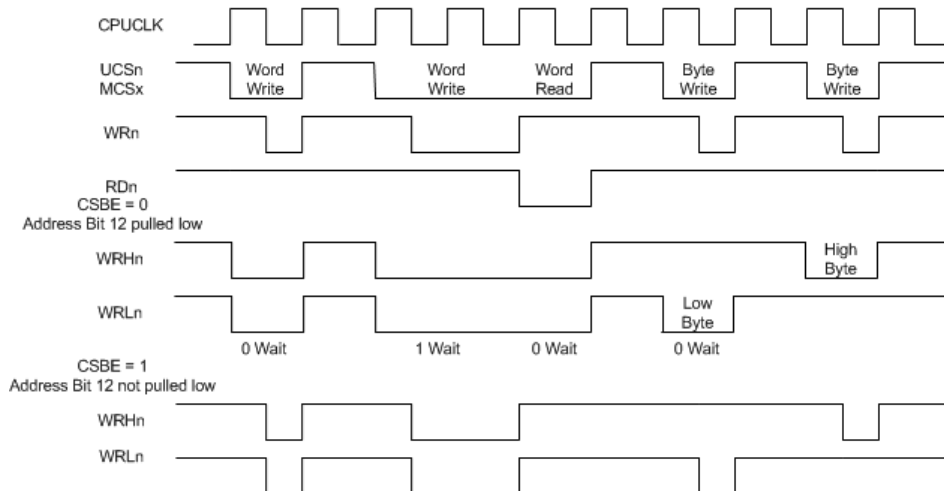 CPUCLK
UCSn
MCSx
Word
Write
Word
Write
Word
Read
Byte
Write
Byte
Write
WRn
RDn
CSBE = 0
Address Bit 12 pulled low
WRHn
High
Byte
WRLn
Low
Byte
0 Wait
1 Wait
0 Wait
0 Wait
CSBE = 1
Address Bit 12 not pulled low
WRHn
WRLn